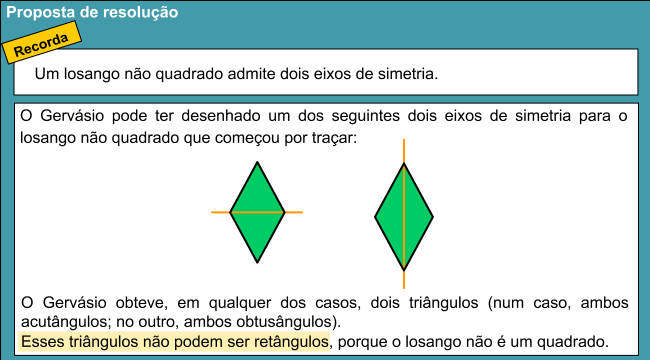 Proposta de resolução
Recorda
Um losango não quadrado admite dois eixos de simetria.
O Gervásio pode ter desenhado um dos seguintes dois eixos de simetria para o
losango não quadrado que começou por traçar:
O Gervásio obteve, em qualquer dos casos, dois triângulos (num caso, ambos
acutângulos; no outro, ambos obtusângulos).
Esses triângulos não podem ser retângulos, porque o losango não é um quadrado.